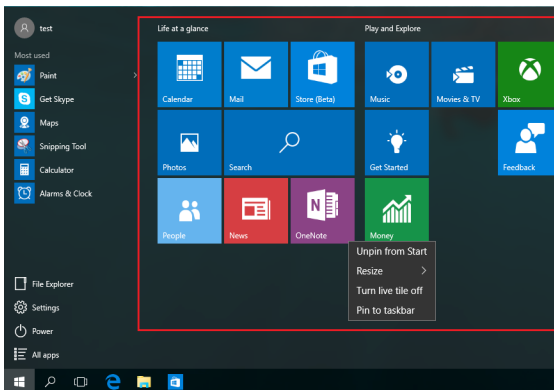 test
Most used
Paint
Get Skype
Maps
Snipping Tool
Calculator
Alarms & Clock
File Explorer
Settings
Power
All apps
Life at a glance
Calendar
Mail
Store (Beta)
Photos
Search
People
News
N
OneNote
Play and Explore
Music
Movies & TV
Xbox
Get Started
Feedback
Money
Unpin from Start
Resize
Turn live tile off
Pin to taskbar